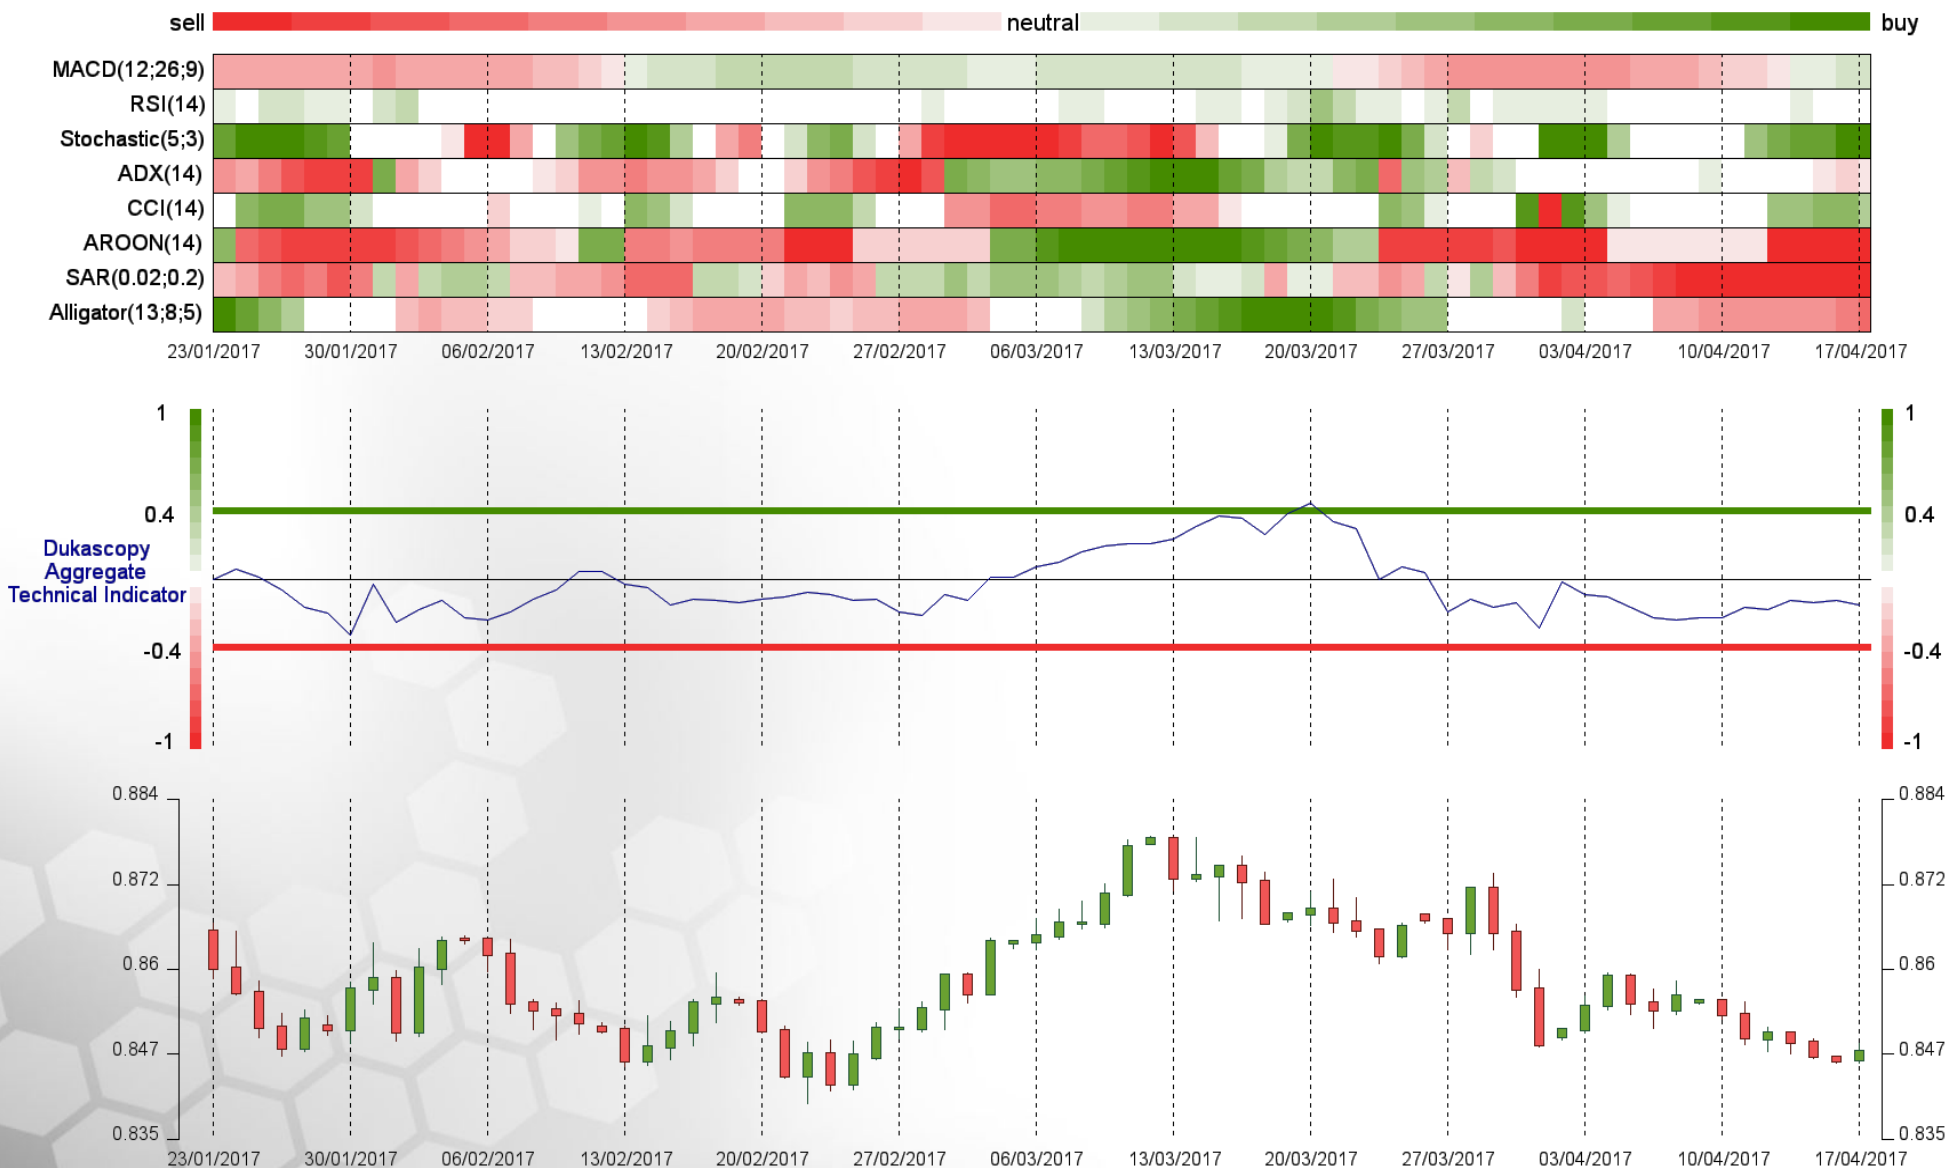 sell neutral buy
MACD(12;26;9)
RSI(14)
Stochastic(5;3)
ADX(14)
CCI(14)
AROON(14)
SAR(0.02;0.2)
Alligator(13;8;5)
23/01/2017 30/01/2017 06/02/2017 13/02/2017 20/02/2017 27/02/2017 06/03/2017 13/03/2017 20/03/2017 27/03/2017 03/04/2017 10/04/2017 17/04/2017
1 1
0.4 0.4
Dukascopy
Aggregate
Technical Indicator
-0.4 -0.4
-1 -1
0.884 0.884
0.872 0.872
0.86 0.86
0.847 0.847
0.835 0.835
23/01/2017 30/01/2017 06/02/2017 13/02/2017 20/02/2017 27/02/2017 06/03/2017 13/03/2017 20/03/2017 27/03/2017 03/04/2017 10/04/2017 17/04/2017